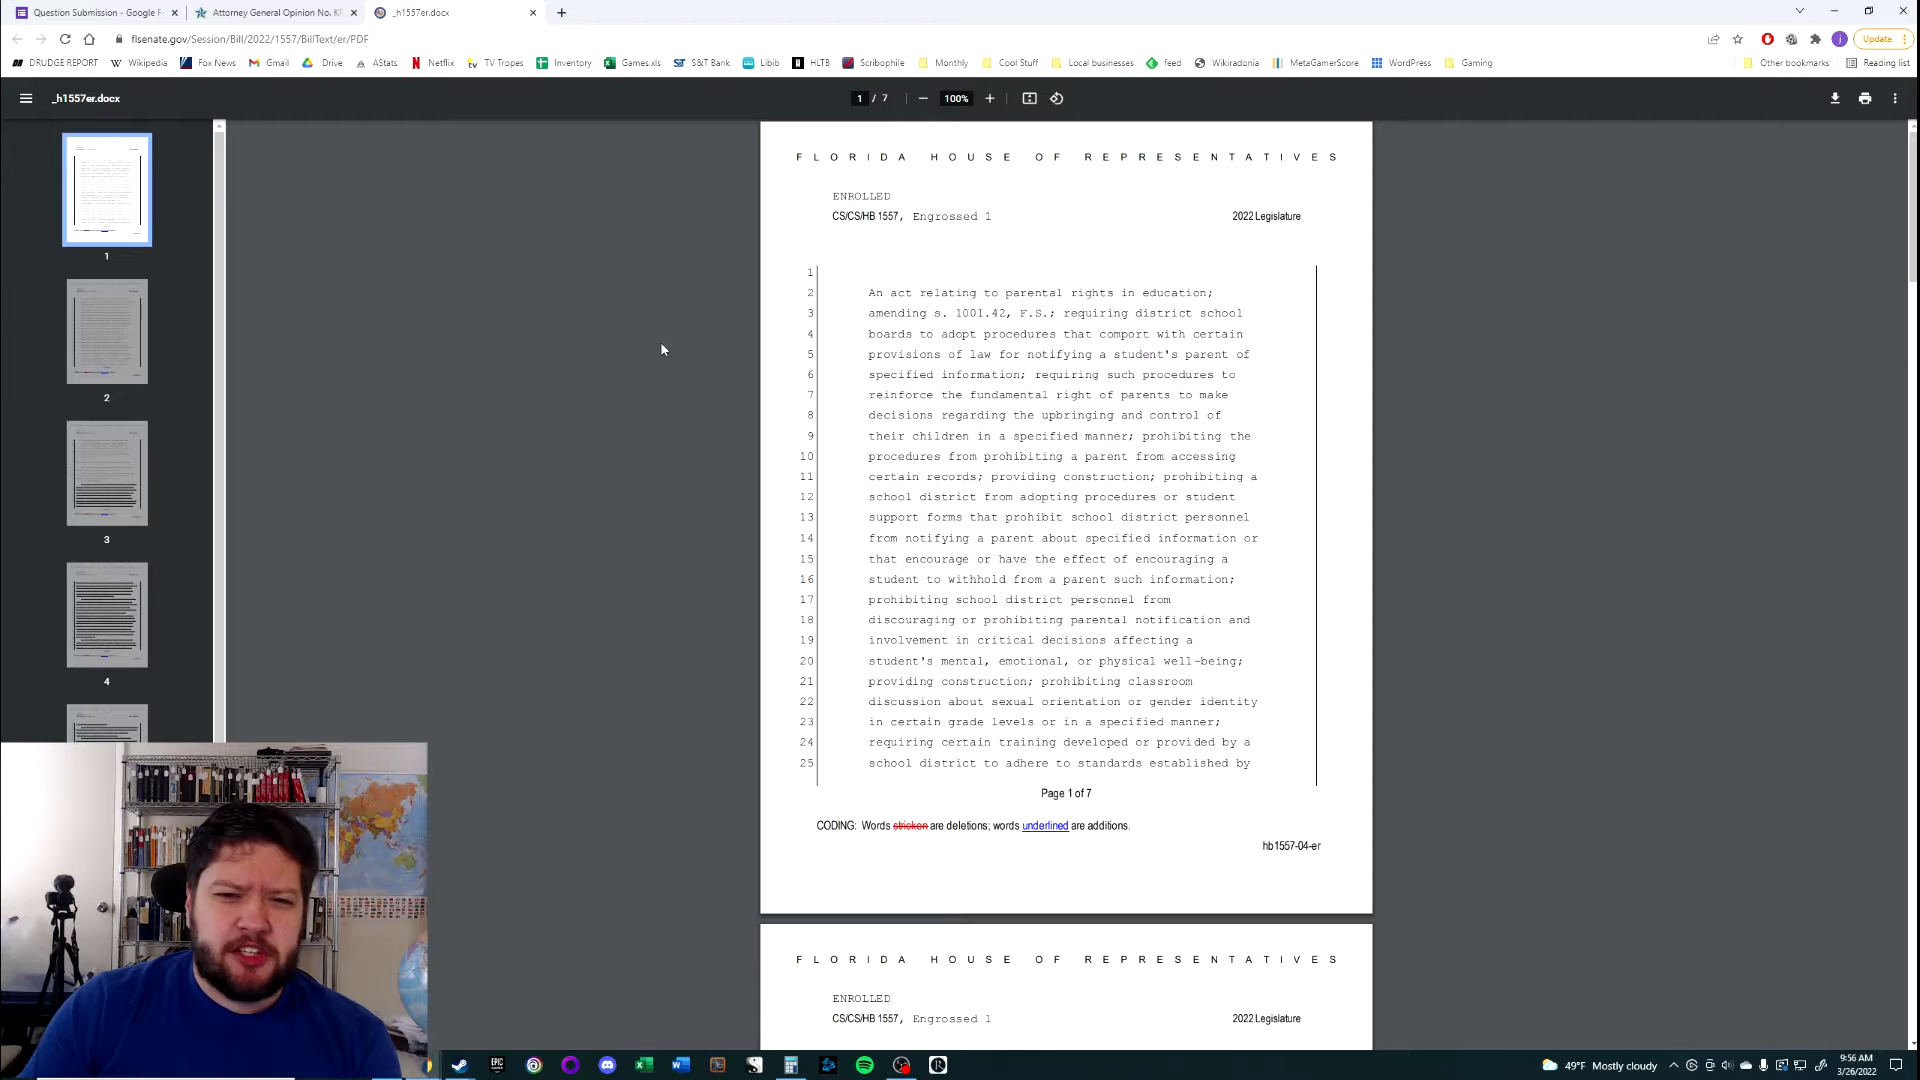 Question Submission - Google F
Attorney General Opinion No. K
_h1557er.docx
flsenate.gov/Session/Bill/2022/1557/BillText/er/PDF
Update
DRUDGE REPORT
Wikipedia
Fox News
Gmail
Drive
AStats
Netflix
TV Tropes
Inventory
Games.xls
S&T Bank
Libib
HLTB
Scribophile
Monthly
Cool Stuff
Local businesses
feed
Wikiradonia
MetaGamerScore
WordPress
Gaming
Other bookmarks
Reading list
_h1557er.docx
1 / 7
100%
1
2
3
4
FLORIDA HOUSE OF REPRESENTATIVES
ENROLLED
CS/CS/HB 1557, Engrossed 1 2022 Legislature
1
2 An act relating to parental rights in education;
3 amending s. 1001.42, F.S.; requiring district school
4 boards to adopt procedures that comport with certain
5 provisions of law for notifying a student's parent of
6 specified information; requiring such procedures to
7 reinforce the fundamental right of parents to make
8 decisions regarding the upbringing and control of
9 their children in a specified manner; prohibiting the
10 procedures from prohibiting a parent from accessing
11 certain records; providing construction; prohibiting a
12 school district from adopting procedures or student
13 support forms that prohibit school district personnel
14 from notifying a parent about specified information or
15 that encourage or have the effect of encouraging a
16 student to withhold from a parent such information;
17 prohibiting school district personnel from
18 discouraging or prohibiting parental notification and
19 involvement in critical decisions affecting a
20 student's mental, emotional, or physical well-being;
21 providing construction; prohibiting classroom
22 discussion about sexual orientation or gender identity
23 in certain grade levels or in a specified manner;
24 requiring certain training developed or provided by a
25 school district to adhere to standards established by
Page 1 of 7
CODING: Words stricken are deletions; words underlined are additions.
hb1557-04-er
FLORIDA HOUSE OF REPRESENTATIVES
ENROLLED
CS/CS/HB 1557, Engrossed 1 2022 Legislature
49°F Mostly cloudy
9:56 AM
3/26/2022